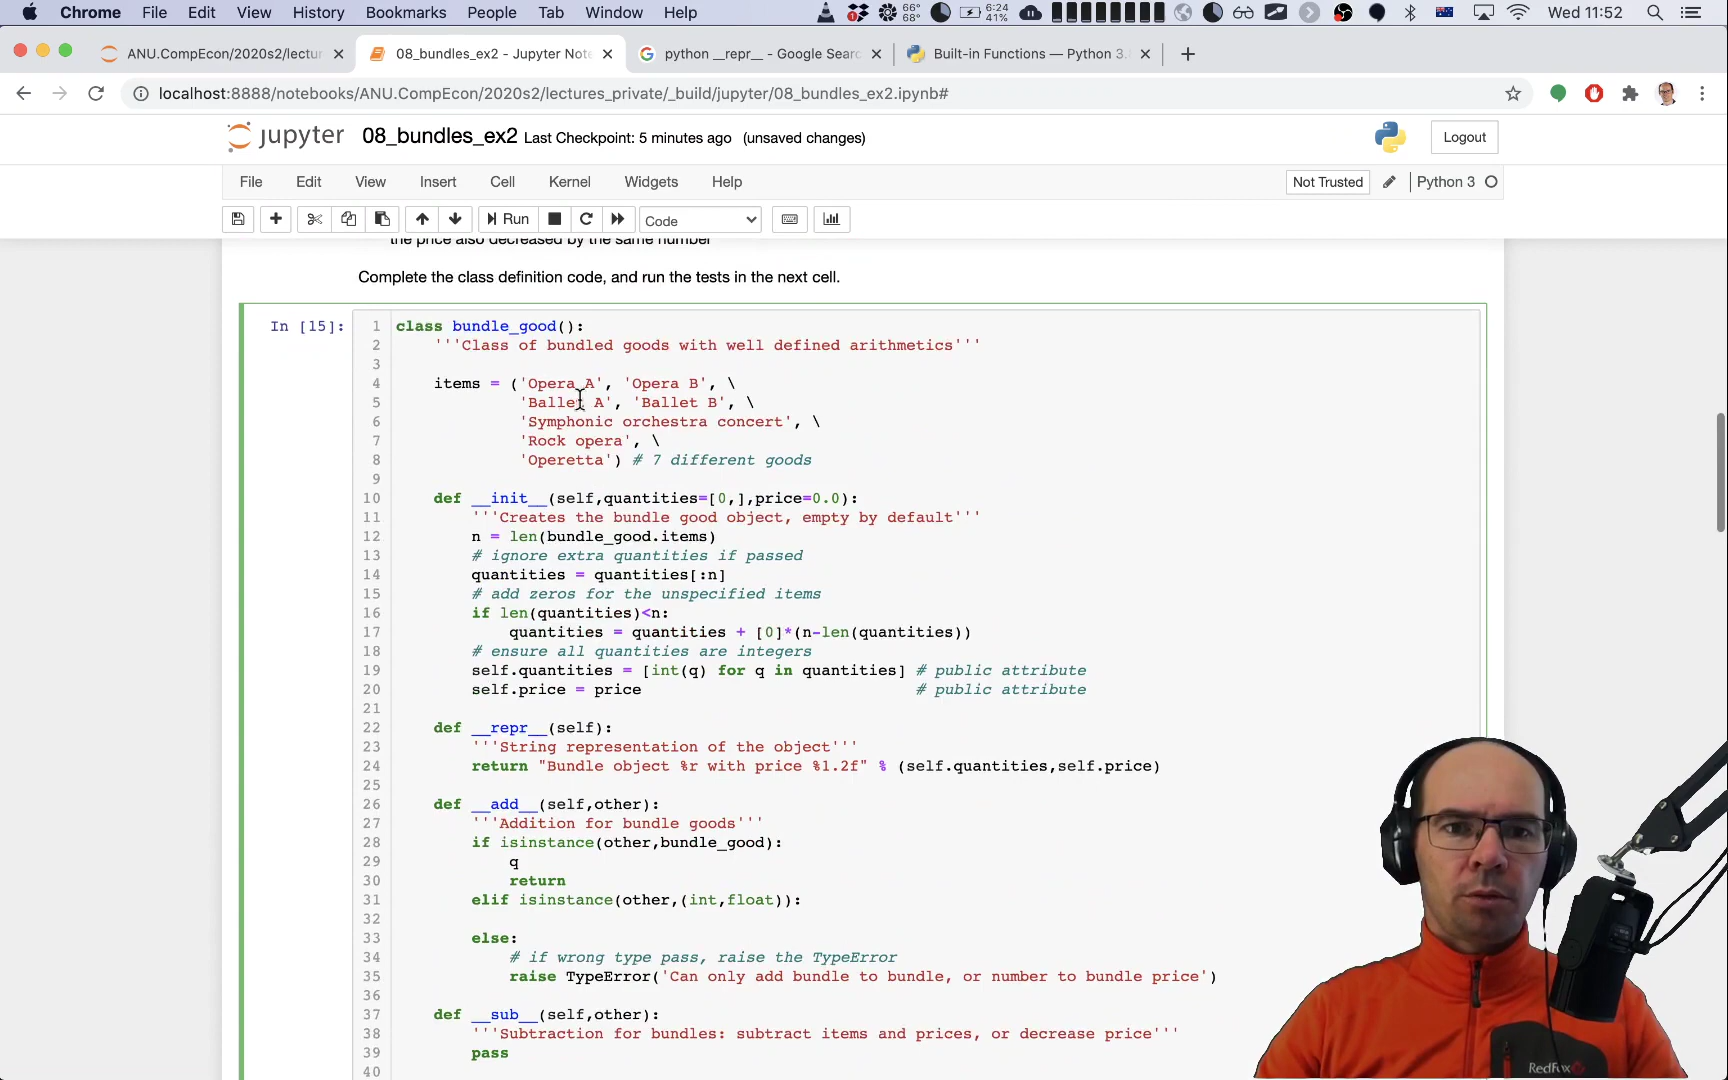 Chrome File Edit View History Bookmarks People Tab Window Help 66° 68° 6:24 41% Wed 11:52
ANU.CompEcon/2020s2/lectur 08_bundles_ex2 - Jupyter Note python __repr__ - Google Searc Built-in Functions — Python 3.
localhost:8888/notebooks/ANU.CompEcon/2020s2/lectures_private/_build/jupyter/08_bundles_ex2.ipynb#
jupyter 08_bundles_ex2 Last Checkpoint: 5 minutes ago (unsaved changes) Logout
File Edit View Insert Cell Kernel Widgets Help Not Trusted Python 3
Run Code
the price also decreased by the same number
Complete the class definition code, and run the tests in the next cell.
In [15]: 1 class bundle_good():
2 '''Class of bundled goods with well defined arithmetics'''
3
4 items = ('Opera A', 'Opera B', \
5 'Ballet A', 'Ballet B', \
6 'Symphonic orchestra concert', \
7 'Rock opera', \
8 'Operetta') # 7 different goods
9
10 def __init__(self,quantities=[0,],price=0.0):
11 '''Creates the bundle good object, empty by default'''
12 n = len(bundle_good.items)
13 # ignore extra quantities if passed
14 quantities = quantities[:n]
15 # add zeros for the unspecified items
16 if len(quantities)<n:
17 quantities = quantities + [0]*(n-len(quantities))
18 # ensure all quantities are integers
19 self.quantities = [int(q) for q in quantities] # public attribute
20 self.price = price # public attribute
21
22 def __repr__(self):
23 '''String representation of the object'''
24 return "Bundle object %r with price %1.2f" % (self.quantities,self.price)
25
26 def __add__(self,other):
27 '''Addition for bundle goods'''
28 if isinstance(other,bundle_good):
29 q
30 return
31 elif isinstance(other,(int,float)):
32
33 else:
34 # if wrong type pass, raise the TypeError
35 raise TypeError('Can only add bundle to bundle, or number to bundle price')
36
37 def __sub__(self,other):
38 '''Subtraction for bundles: subtract items and prices, or decrease price'''
39 pass
40
RedFox